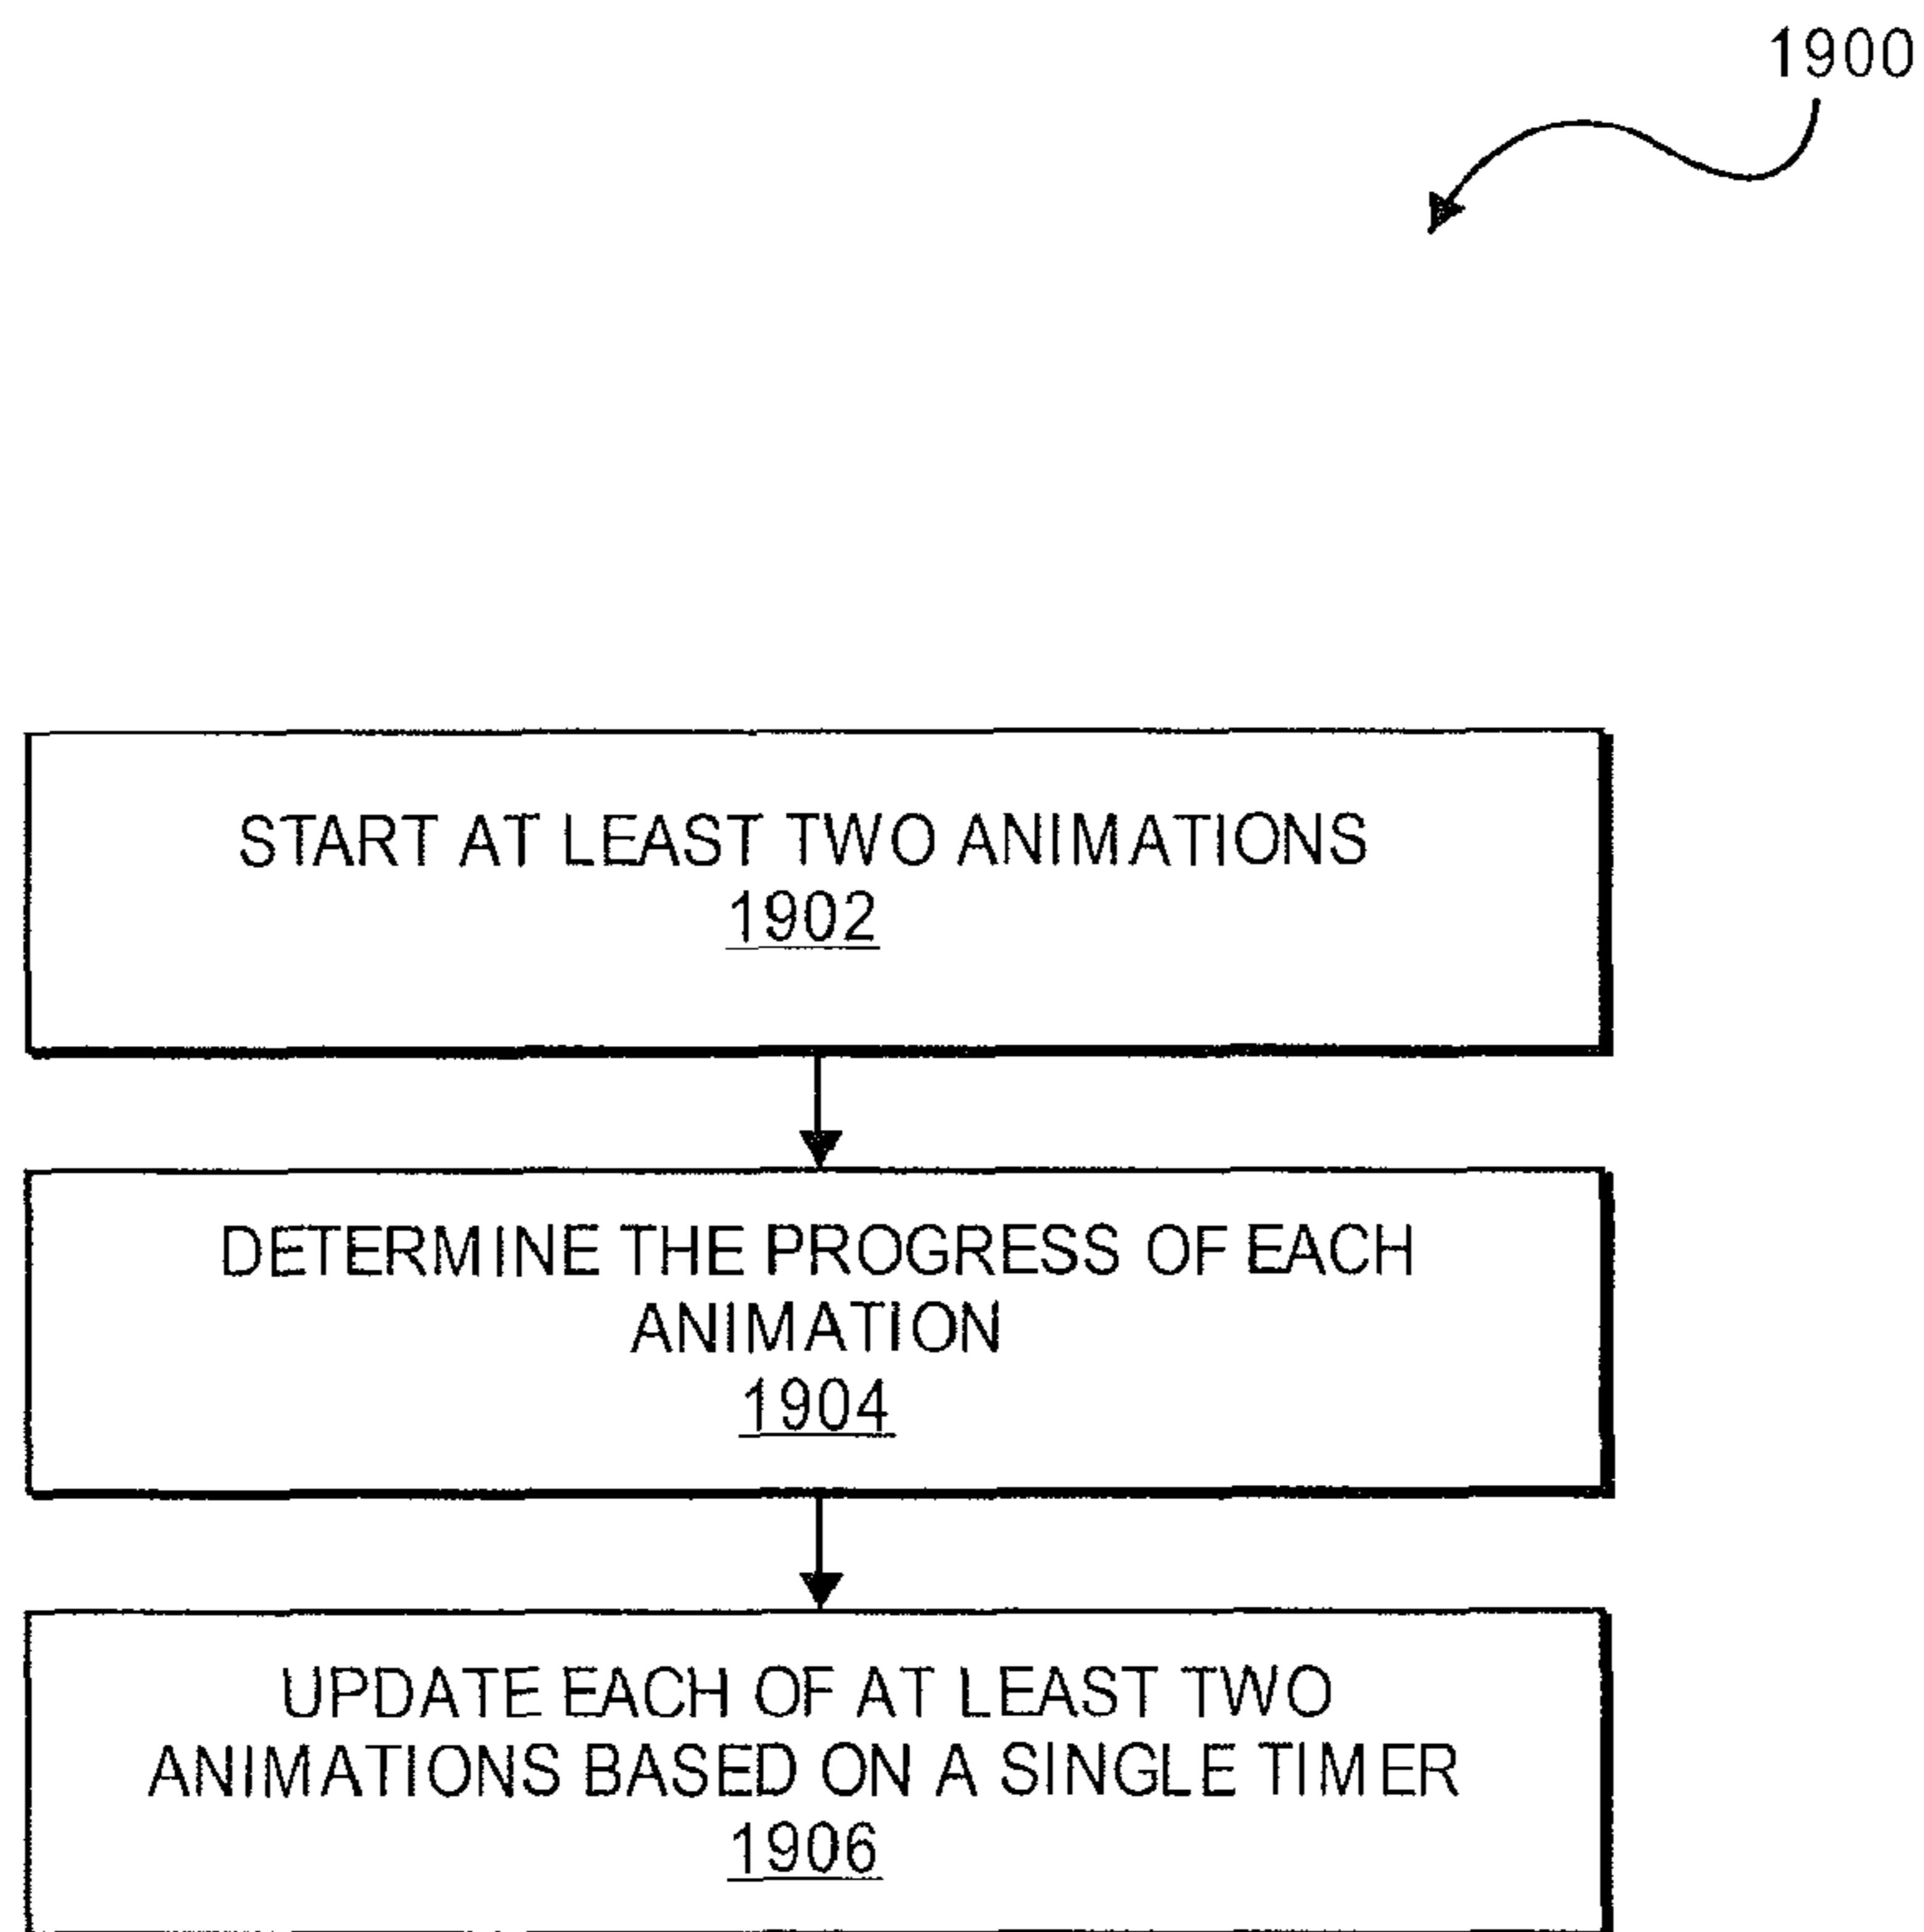 1900
START AT LEAST TWO ANIMATIONS
1902
DETERMINE THE PROGRESS OF EACH
ANIMATION
1904
UPDATE EACH OF AT LEAST TWO
ANIMATIONS BASED ON A SINGLE TIMER
1906